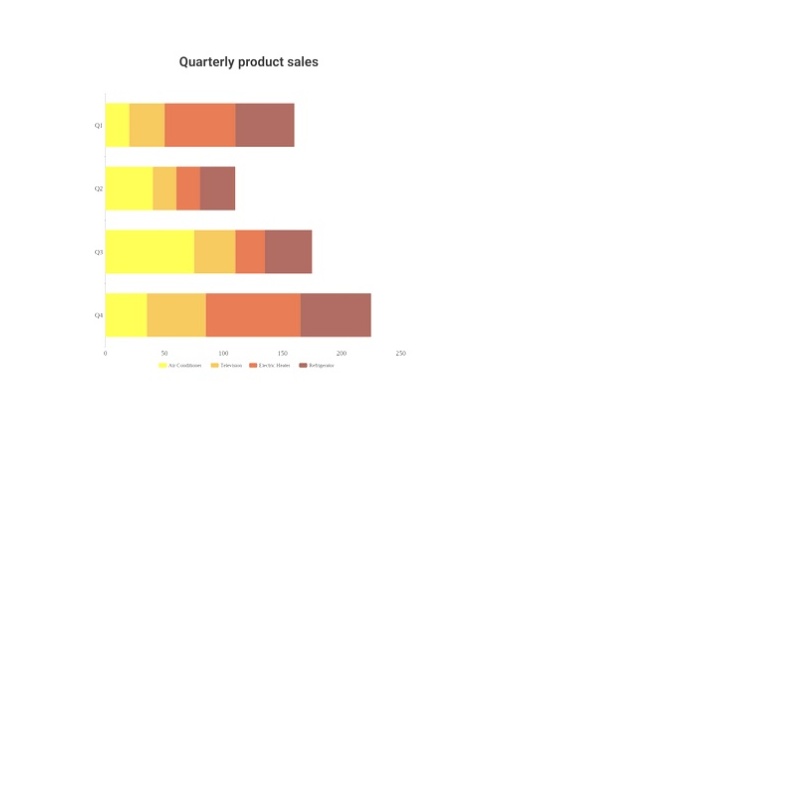 Quarterly product sales
Q1
Q2
Q3
Q4
0 50 100 150 200 250
Air Conditioner Television Electric Heater Refrigerator